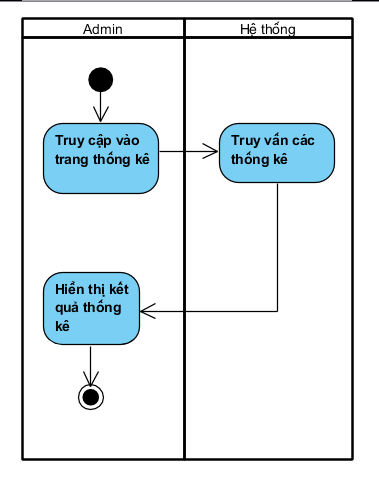 Admin
Hệ thống
Truy cập vào
trang thống kê
Truy vấn các
thống kê
Hiển thị kết
quả thống
kê